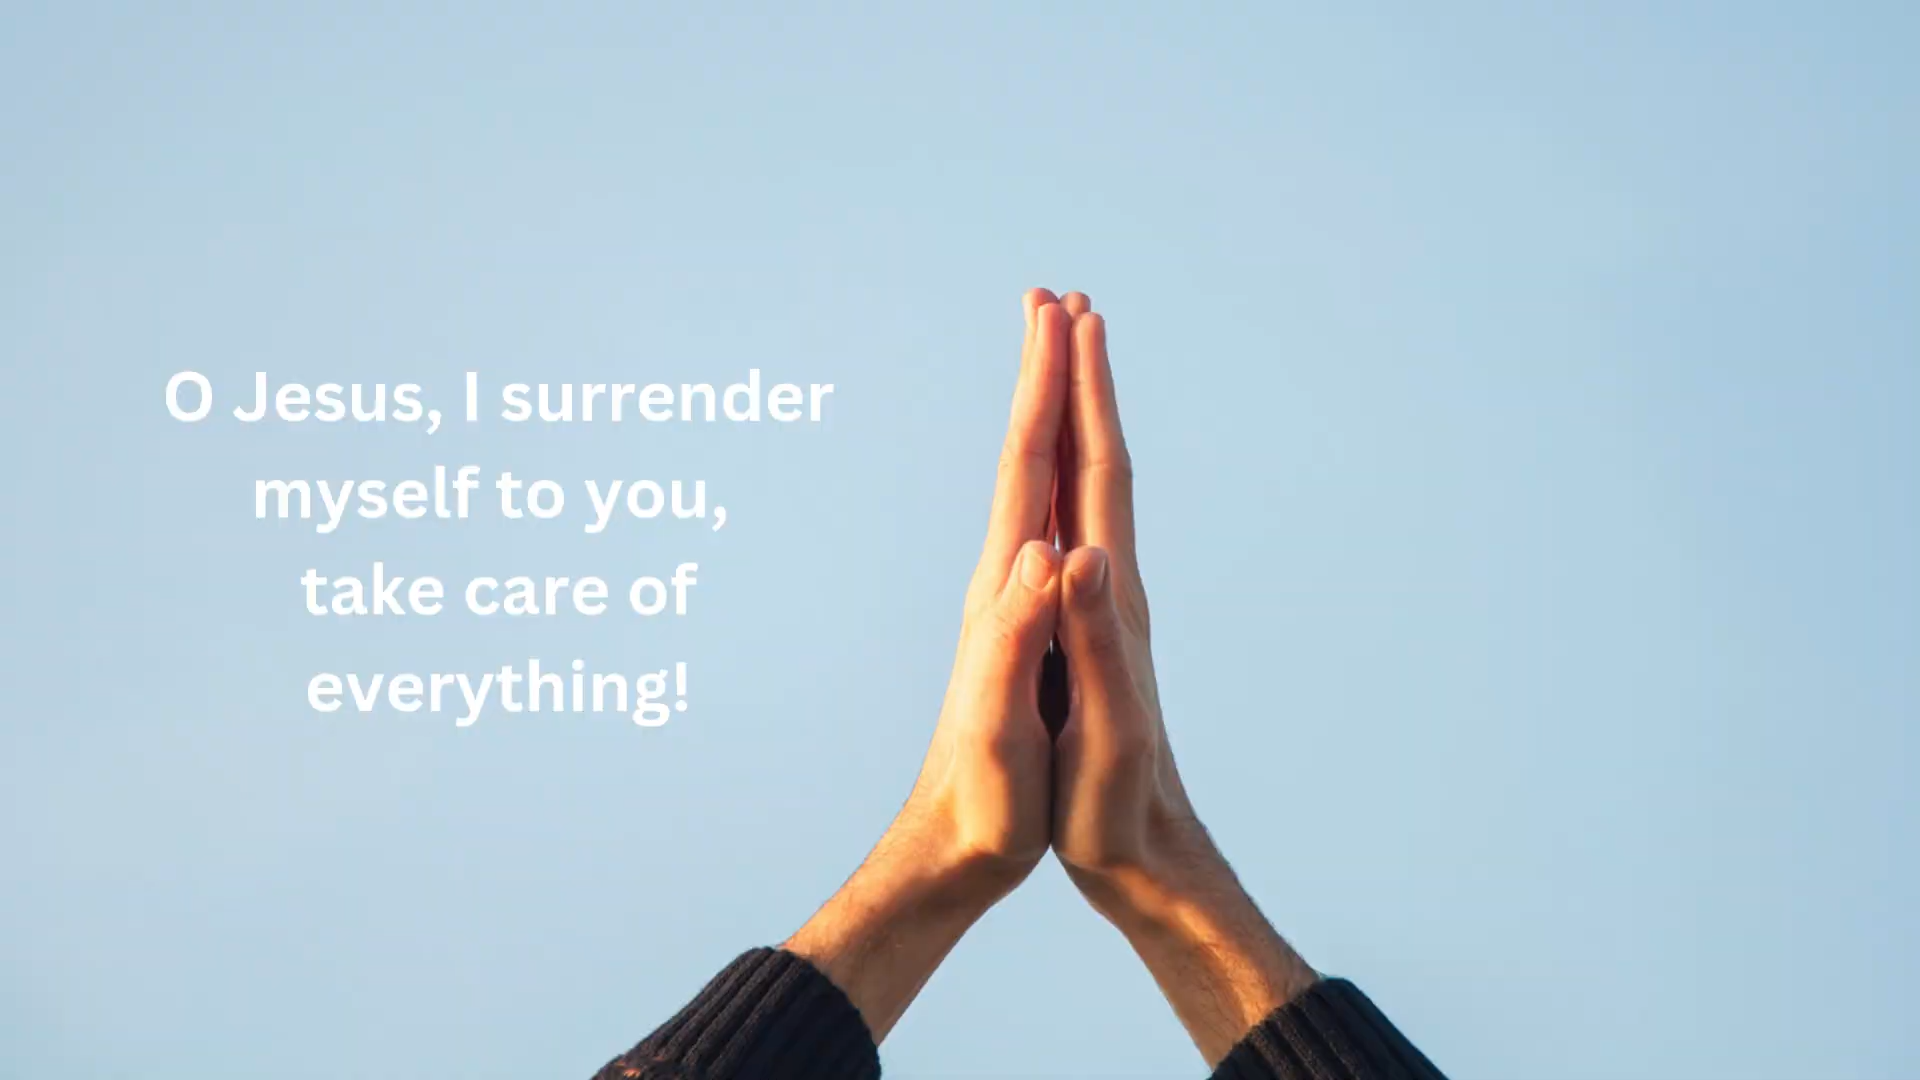 O Jesus, I surrender
myself to you,
take care of
everything!